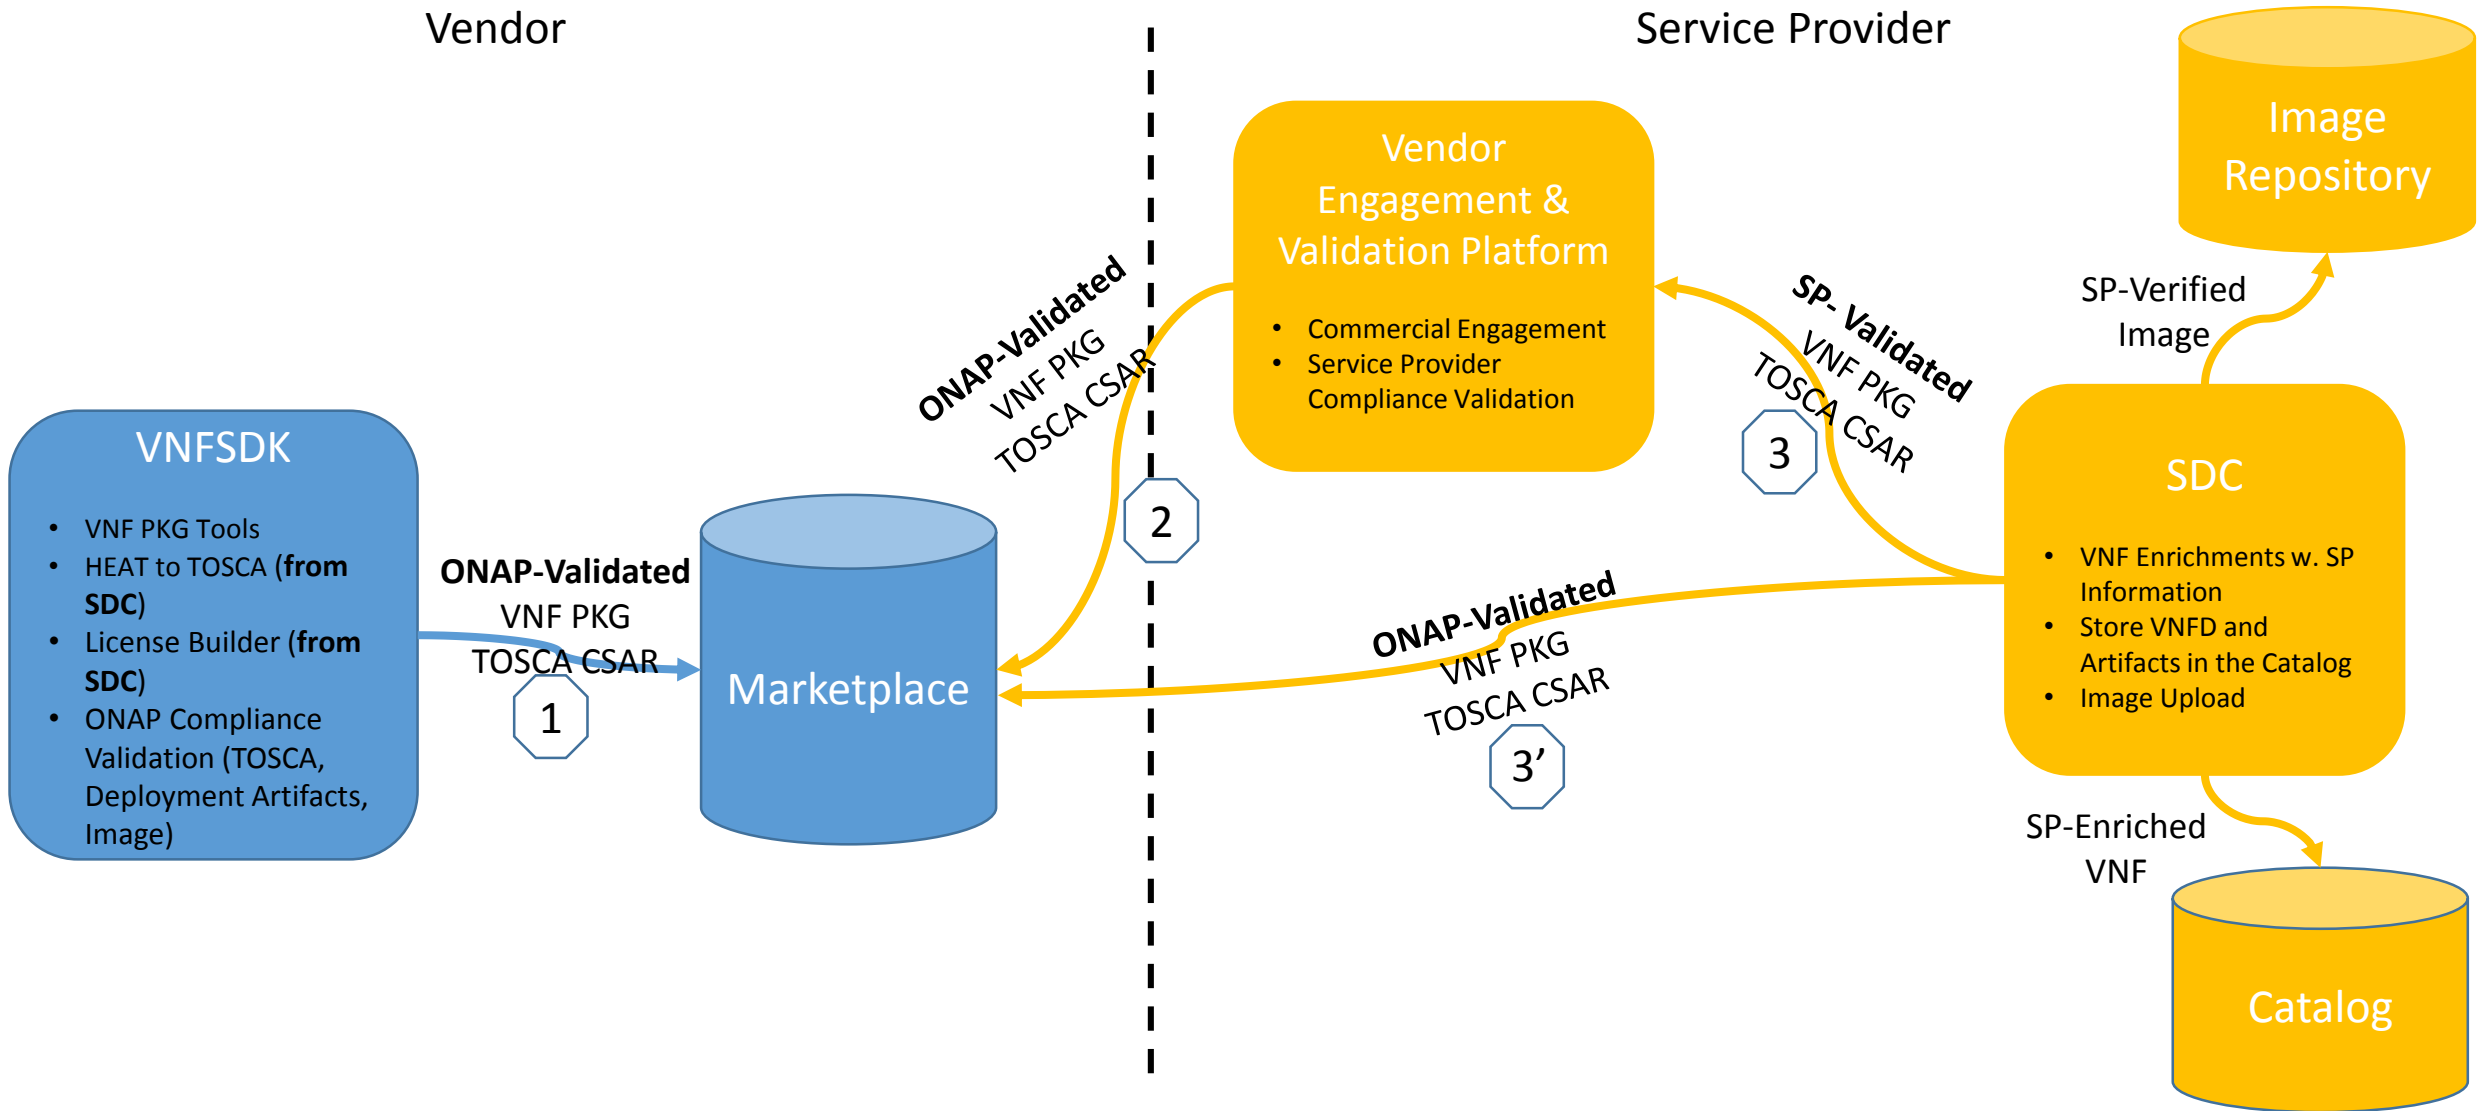 Vendor
Service Provider
Image
Repository
Vendor
Engagement &
Validation Platform
• Commercial Engagement
• Service Provider
Compliance Validation
ONAP-Validated
VNF PKG
TOSCA CSAR
2
SP- Validated
VNF PKG
TOSCA CSAR
3
SP-Verified
Image
VNFSDK
• VNF PKG Tools
• HEAT to TOSCA (from
SDC)
• License Builder (from
SDC)
• ONAP Compliance
Validation (TOSCA,
Deployment Artifacts,
Image)
ONAP-Validated
VNF PKG
TOSCA CSAR
1
Marketplace
ONAP-Validated
VNF PKG
TOSCA CSAR
3’
SDC
• VNF Enrichments w. SP
Information
• Store VNFD and
Artifacts in the Catalog
• Image Upload
SP-Enriched
VNF
Catalog